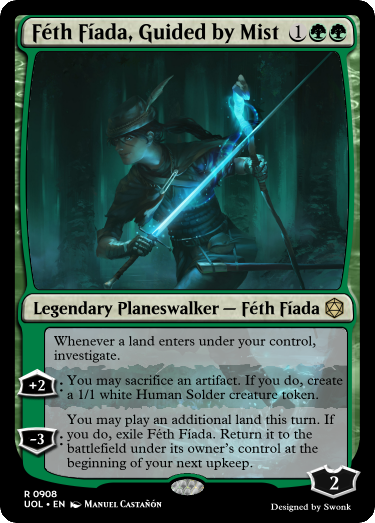 Féth Fíada, Guided by Mist 1
Legendary Planeswalker — Féth Fíada
Whenever a land enters under your control,
investigate.
+2: You may sacrifice an artifact. If you do, create
a 1/1 white Human Solder creature token.
-3: You may play an additional land this turn. If
you do, exile Féth Fíada. Return it to the
battlefield under its owner's control at the
beginning of your next upkeep.
2
R 0908
UOL • EN Manuel Castañón
Designed by Swonk